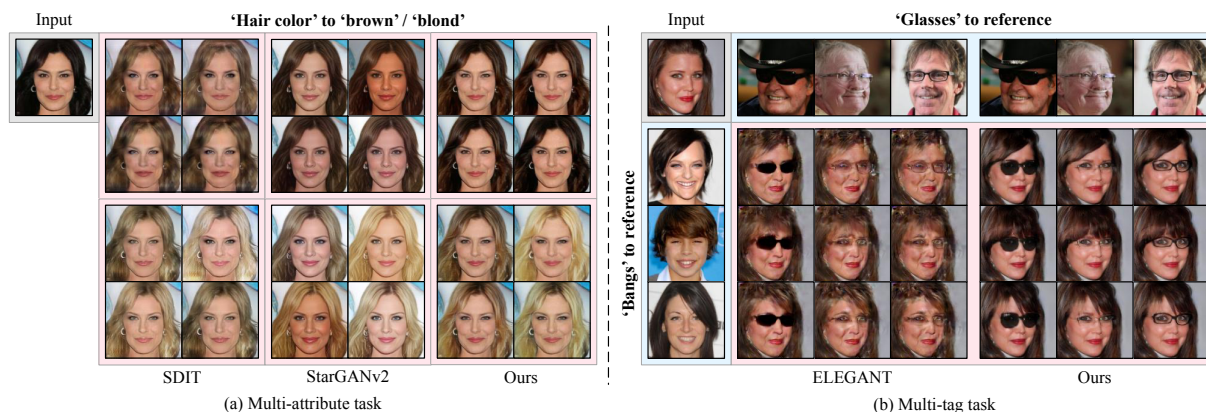 Input
'Hair color' to 'brown' / 'blond'
SDIT
StarGANv2
Ours
(a) Multi-attribute task
Input
'Glasses' to reference
'Bangs' to reference
ELEGANT
Ours
(b) Multi-tag task